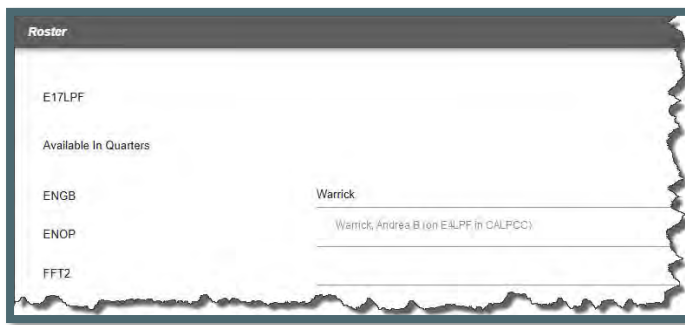 Roster
E17LPF
Available In Quarters
ENGB Warrick
Warrick, Andrea B (on E4LPF in CALPCC)
ENOP
FFT2